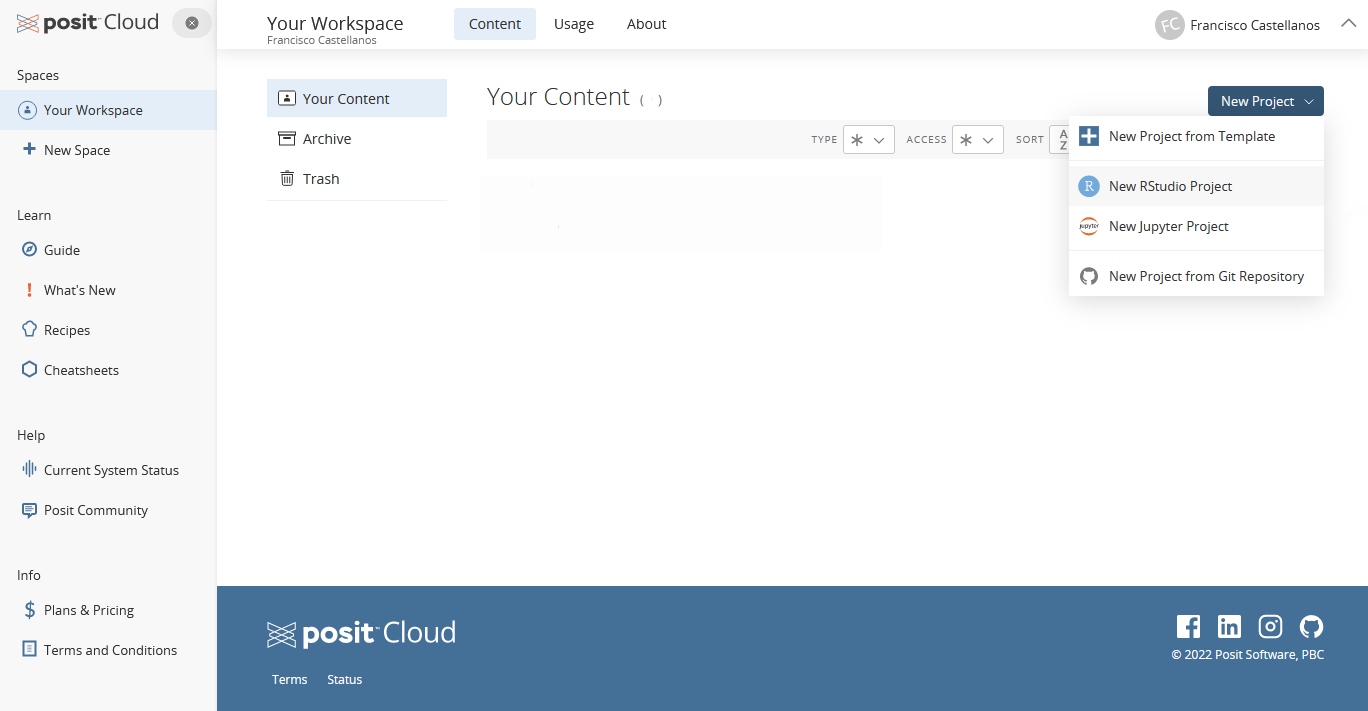 posit Cloud
Spaces
Your Workspace
New Space
Learn
Guide
What's New
Recipes
Cheatsheets
Help
Current System Status
Posit Community
Info
Plans & Pricing
Terms and Conditions
Your Workspace
Francisco Castellanos
Content
Usage
About
FC
Francisco Castellanos
Your Content
Archive
Trash
Your Content ( )
New Project
TYPE
ACCESS
SORT
A
Z
New Project from Template
R
New RStudio Project
jupyter
New Jupyter Project
New Project from Git Repository
posit Cloud
Terms
Status
© 2022 Posit Software, PBC